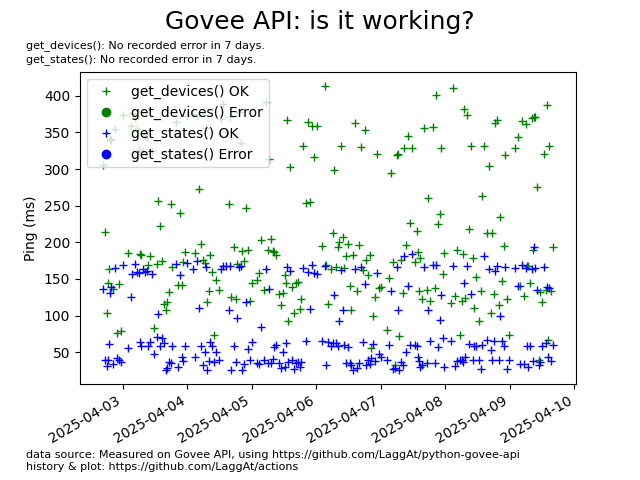 Govee API: is it working?
get_devices(): No recorded error in 7 days.
get_states(): No recorded error in 7 days.
get_devices() OK
get_devices() Error
get_states() OK
get_states() Error
Ping (ms)
400
350
300
250
200
150
100
50
2025-04-03
2025-04-04
2025-04-05
2025-04-06
2025-04-07
2025-04-08
2025-04-09
2025-04-10
data source: Measured on Govee API, using https://github.com/LaggAt/python-govee-api
history & plot: https://github.com/LaggAt/actions